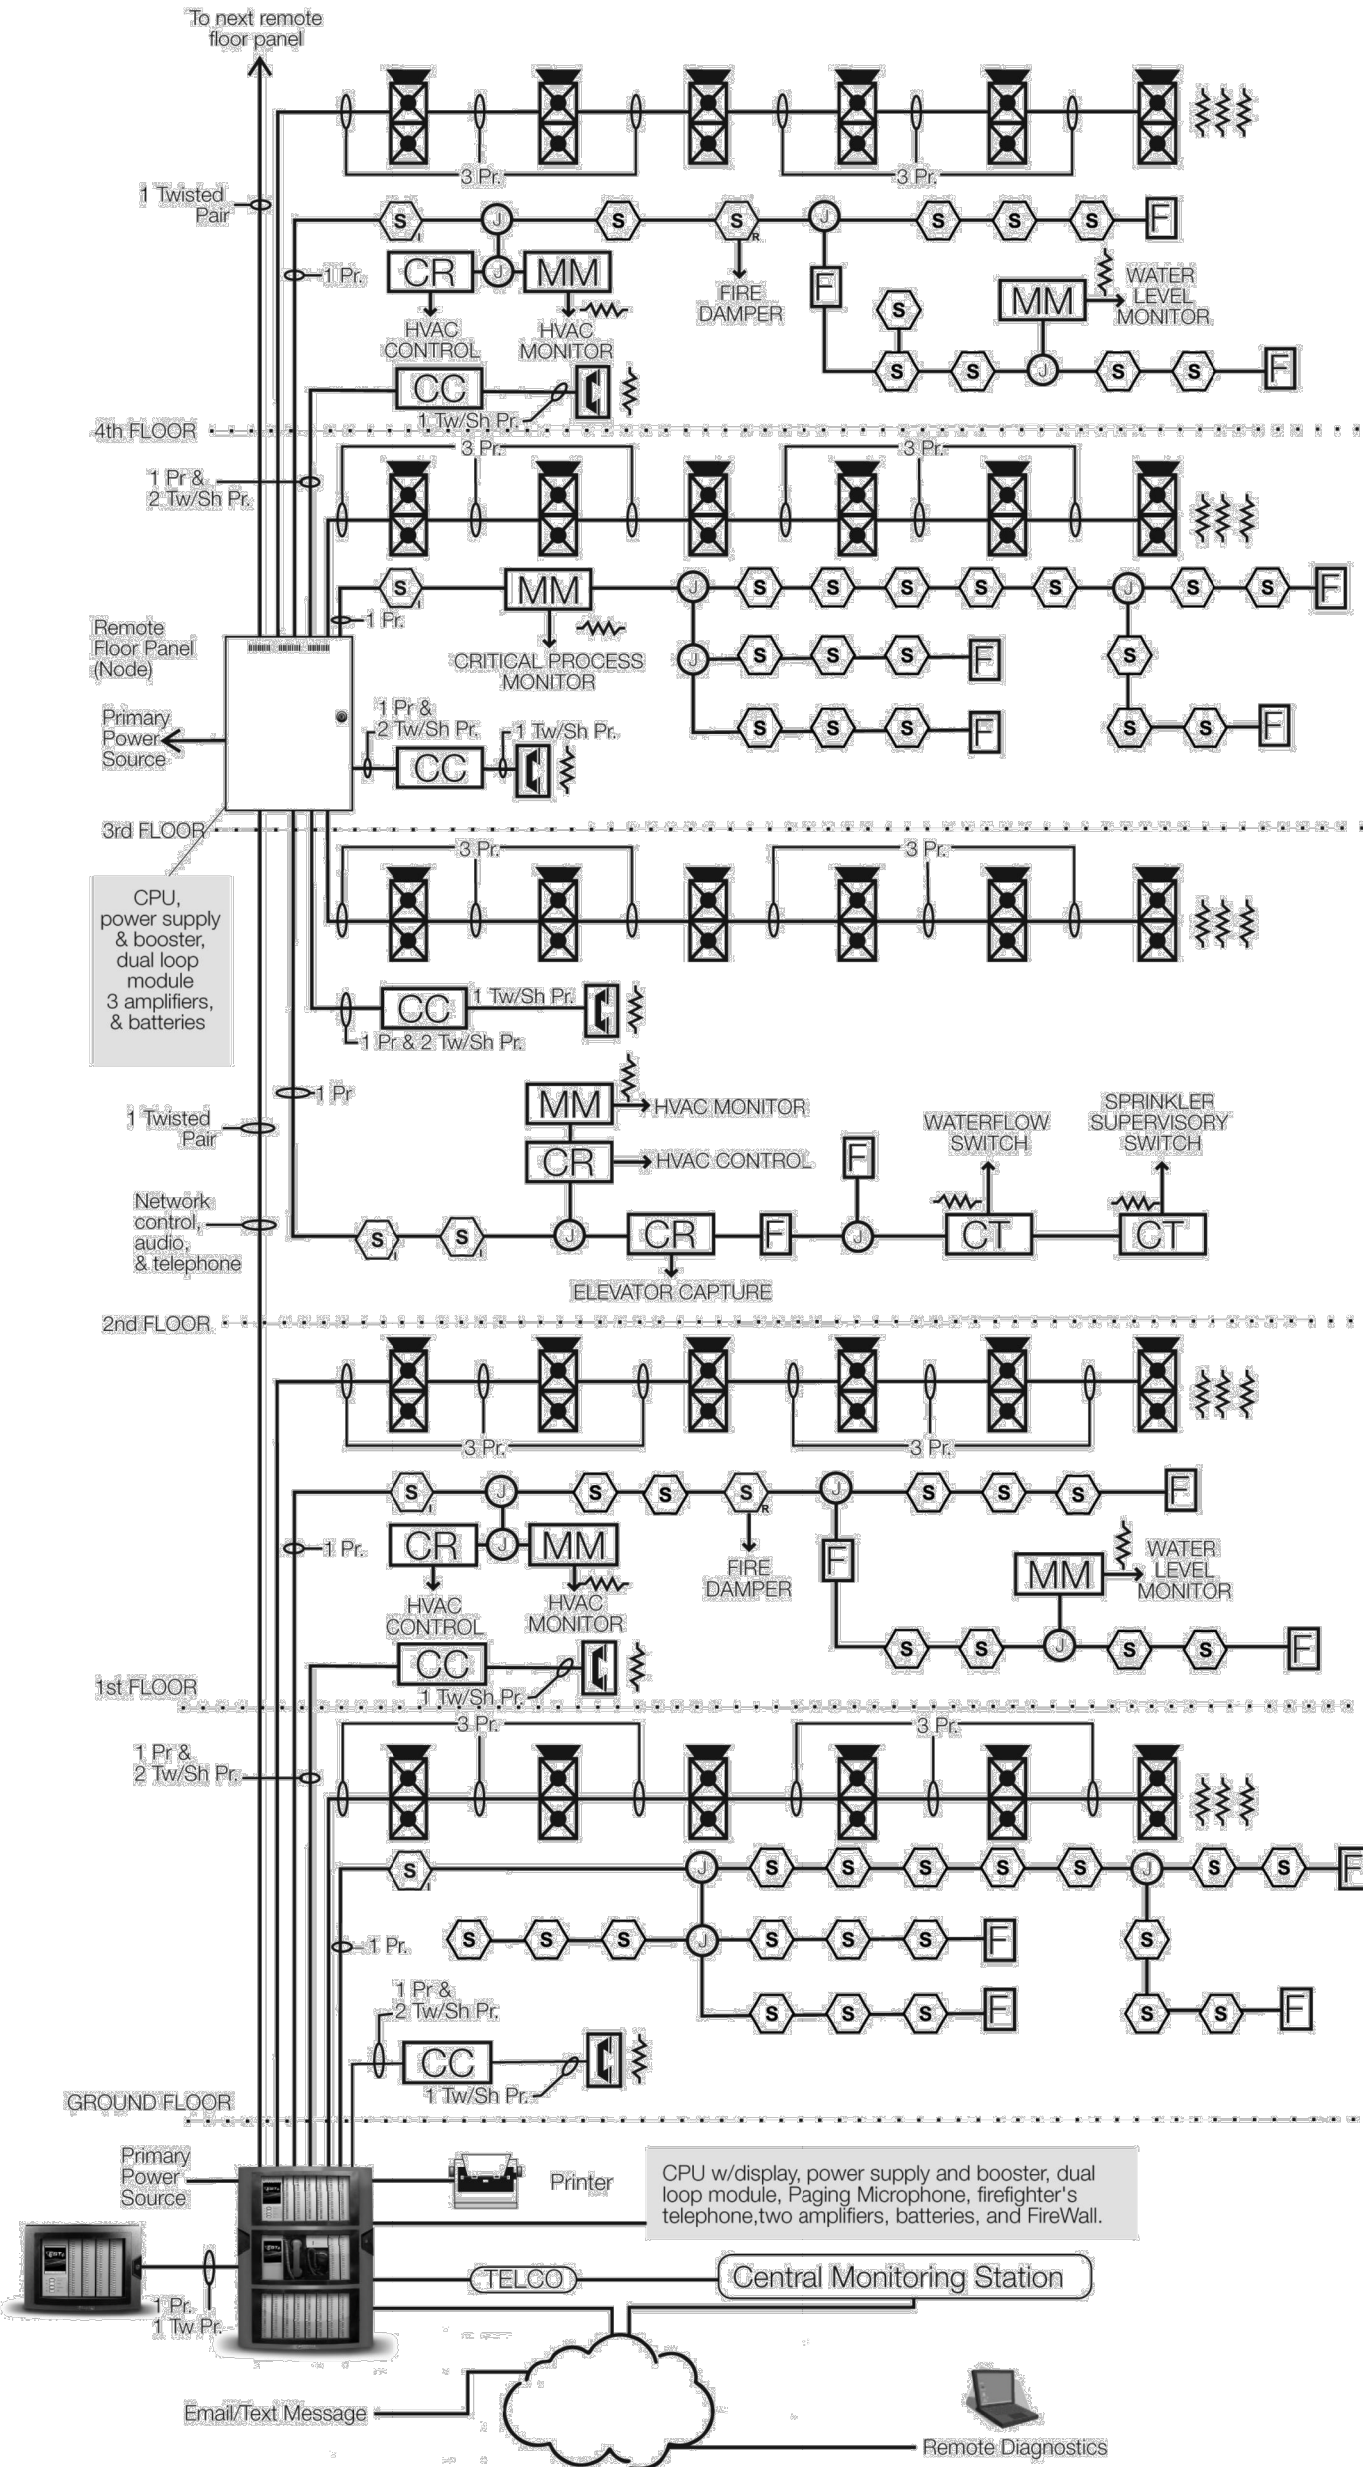 To next remote
floor panel
3 Pr.
3 Pr.
1 Twisted
Pair
S I
J
S
S R
J
S
S
S
F
1 Pr.
CR
J
MM
FIRE
DAMPER
F
S
MM
WATER
LEVEL
MONITOR
HVAC
CONTROL
HVAC
MONITOR
S
S
J
S
S
F
CC
1 Tw/Sh Pr.
4th FLOOR
3 Pr.
3 Pr.
1 Pr &
2 Tw/Sh Pr.
S I
MM
J
S
S
S
S
S
J
S
S
F
1 Pr.
Remote
Floor Panel
(Node)
CRITICAL PROCESS
MONITOR
J
S
S
S
F
S
Primary
Power
Source
1 Pr &
2 Tw/Sh Pr.
1 Tw/Sh Pr.
S
S
S
F
S
S
F
CC
3rd FLOOR
3 Pr.
3 Pr.
CPU,
power supply
& booster,
dual loop
module
3 amplifiers,
& batteries
CC
1 Tw/Sh Pr.
1 Pr & 2 Tw/Sh Pr.
1 Pr
1 Twisted
Pair
MM
HVAC MONITOR
CR
HVAC CONTROL
F
WATERFLOW
SWITCH
SPRINKLER
SUPERVISORY
SWITCH
Network
control,
audio,
& telephone
S I
S I
J
CR
F
J
CT
CT
ELEVATOR CAPTURE
2nd FLOOR
3 Pr.
3 Pr.
S I
J
S
S
S R
J
S
S
S
F
1 Pr.
CR
J
MM
FIRE
DAMPER
F
MM
WATER
LEVEL
MONITOR
HVAC
CONTROL
HVAC
MONITOR
S
S
J
S
S
F
CC
1 Tw/Sh Pr.
1st FLOOR
3 Pr.
3 Pr.
1 Pr &
2 Tw/Sh Pr.
S I
J
S
S
S
S
S
J
S
S
F
1 Pr.
S
S
S
J
S
S
S
F
S
1 Pr &
2 Tw/Sh Pr.
S
S
S
F
S
S
F
CC
1 Tw/Sh Pr.
GROUND FLOOR
Primary
Power
Source
Printer
CPU w/display, power supply and booster, dual
loop module, Paging Microphone, firefighter's
telephone,two amplifiers, batteries, and FireWall.
TELCO
Central Monitoring Station
1 Pr.
1 Tw Pr.
Email/Text Message
Remote Diagnostics